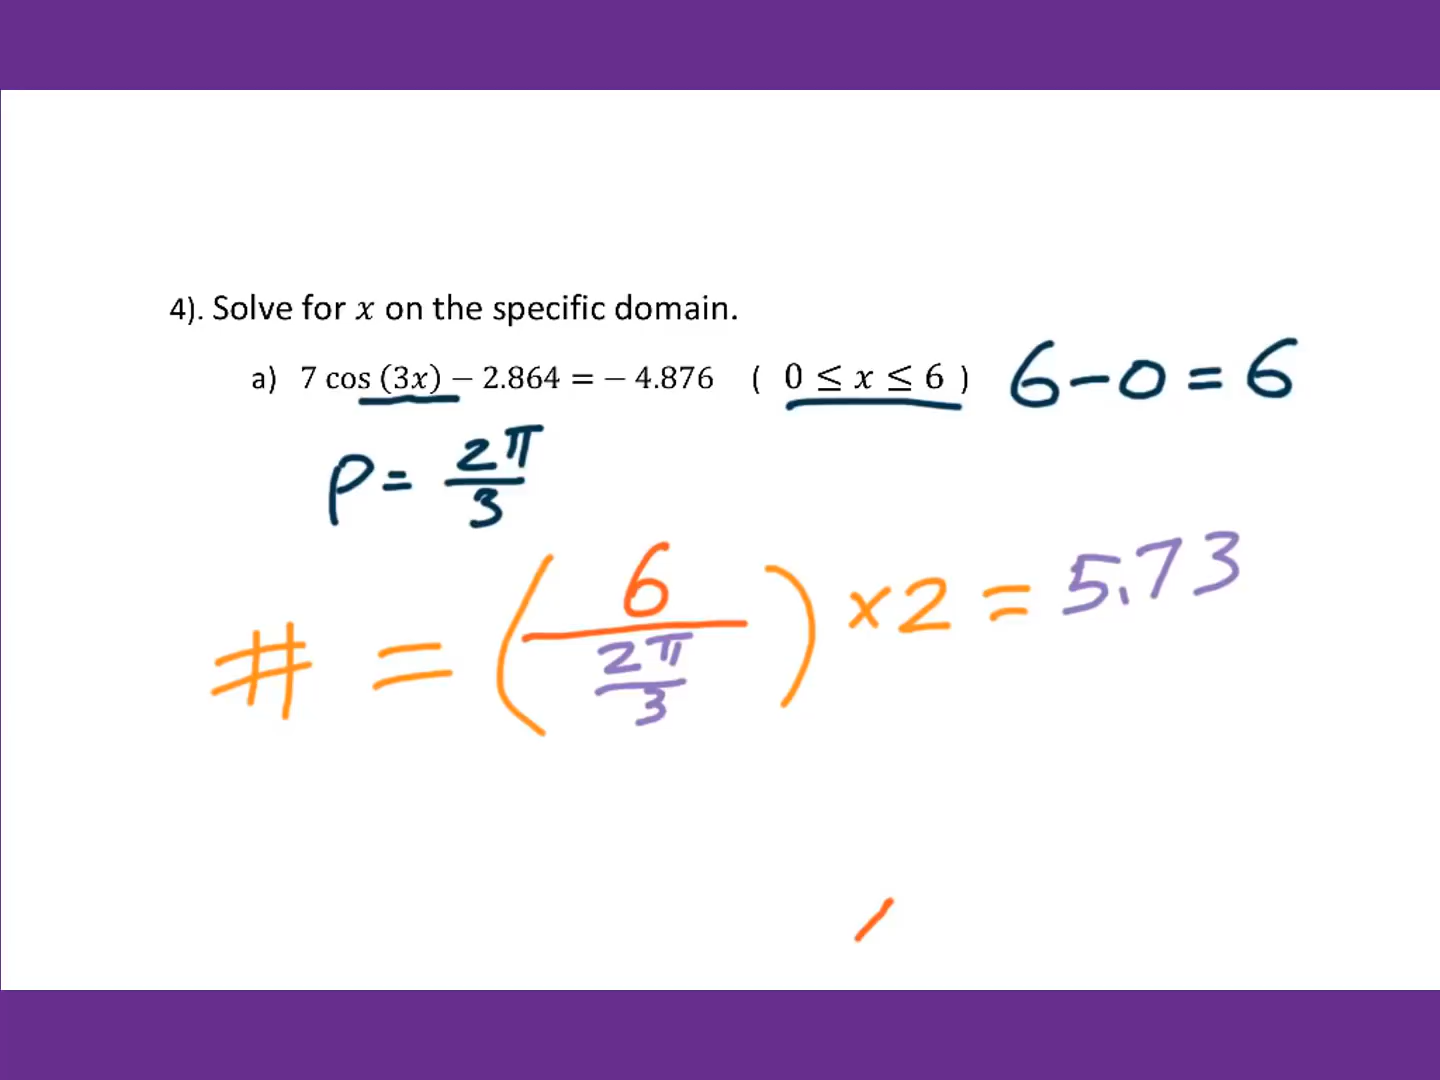 4). Solve for x on the specific domain.
a) 7 cos (3x) − 2.864 = − 4.876 ( 0 ≤ x ≤ 6 ) 6-0=6
P= 2π/3
# = ( 6 / 2π/3 ) ×2 = 5.73